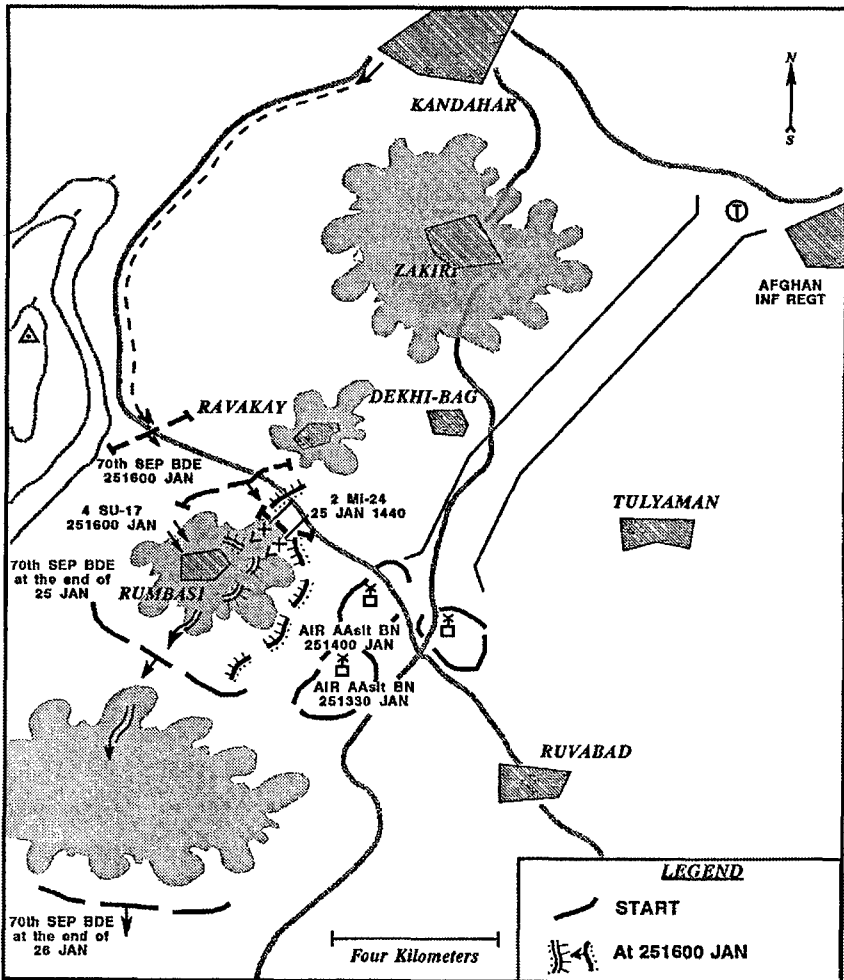 KANDAHAR
N
S
ZAKIRI
T
AFGHAN
INF REGT
RAVAKAY
DEKHI-BAG
70th SEP BDE
251600 JAN
4 SU-17
251600 JAN
2 MI-24
25 JAN 1440
TULYAMAN
70th SEP BDE
at the end of
25 JAN
RUMBASI
AIR AAslt BN
251400 JAN
AIR AAslt BN
251330 JAN
RUVABAD
70th SEP BDE
at the end of
26 JAN
Four Kilometers
LEGEND
START
At 251600 JAN